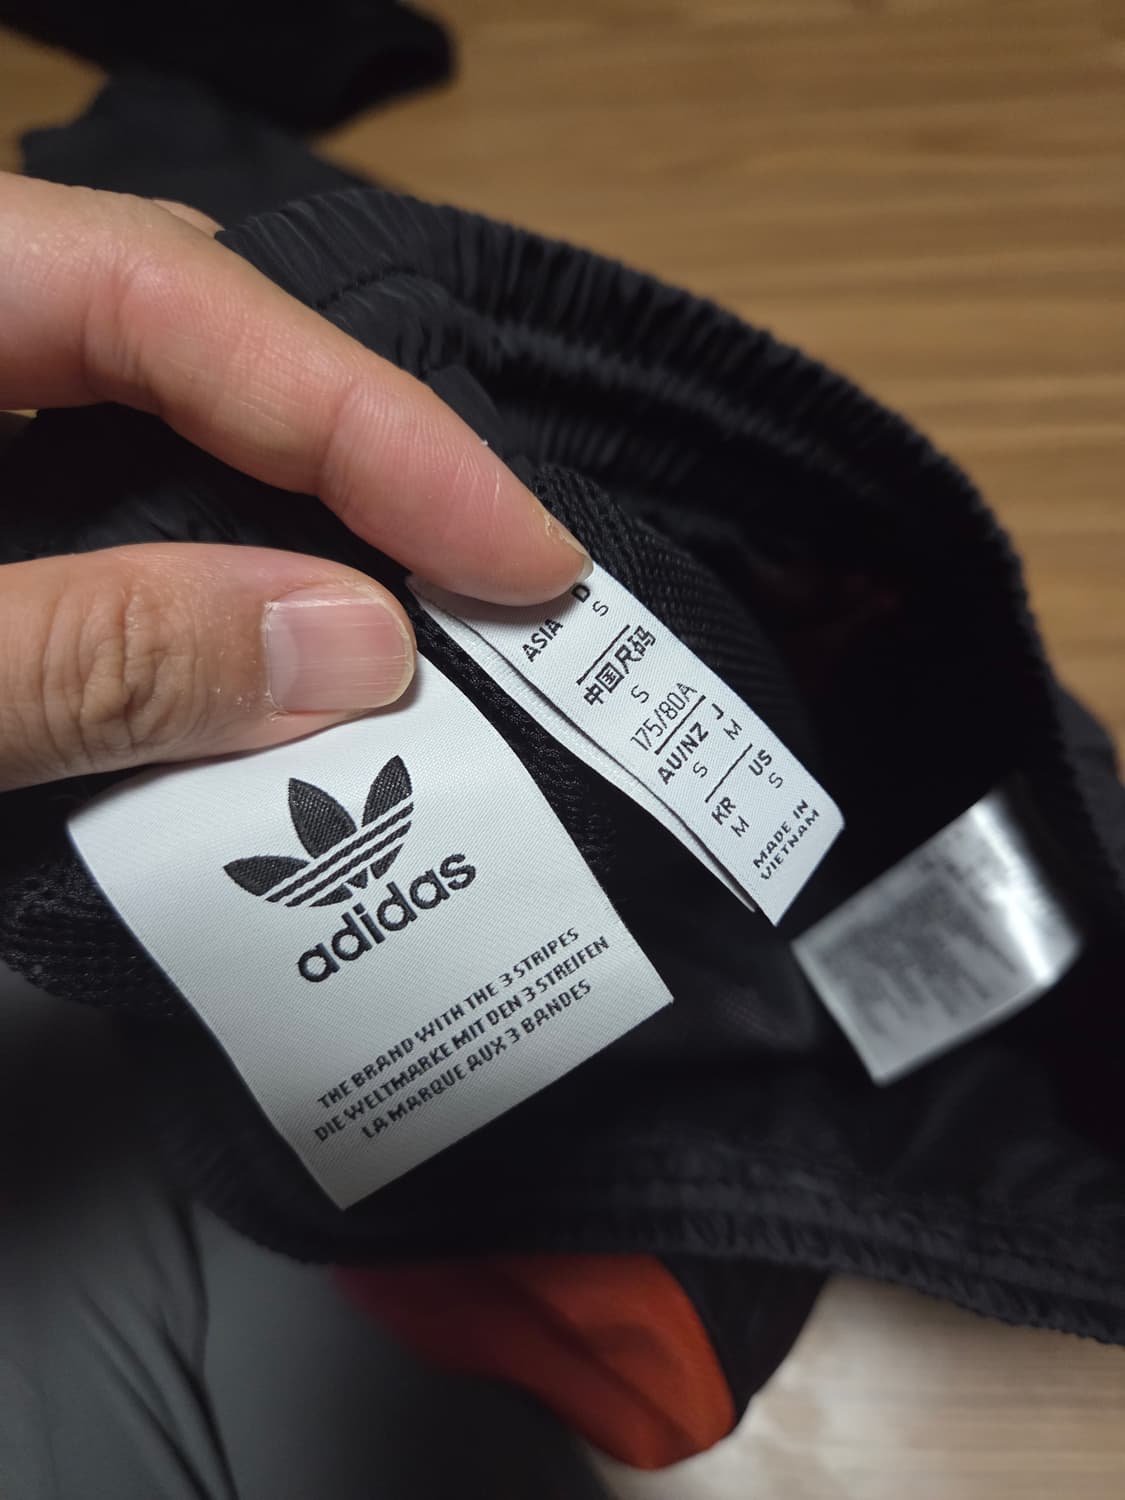 adidas
THE BRAND WITH THE 3 STRIPES
DIE WELTMARKE MIT DEN 3 STREIFEN
LA MARQUE AUX 3 BANDES
ASIA D
S
中国尺码
S
175/80A
AU/NZ J
S M
KR US
M S
MADE IN
VIETNAM